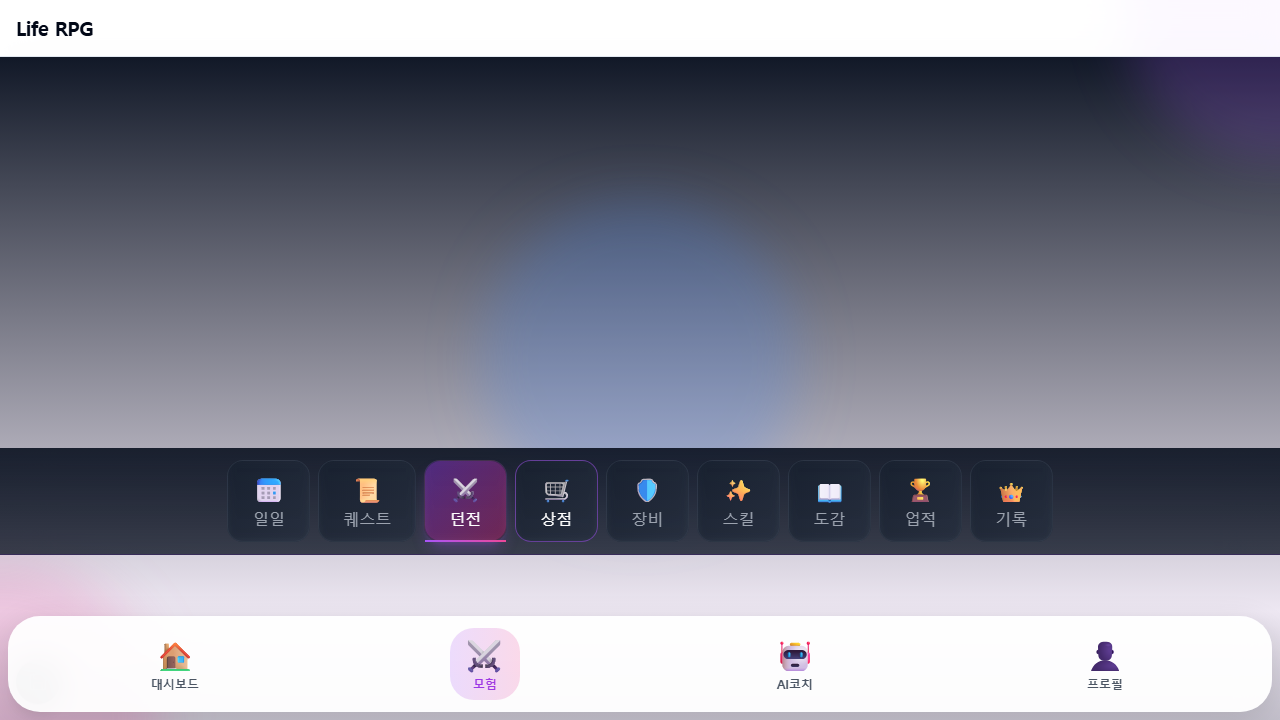 Life RPG
일일
퀘스트
던전
상점
장비
스킬
도감
업적
기록
대시보드
모험
AI코치
프로필